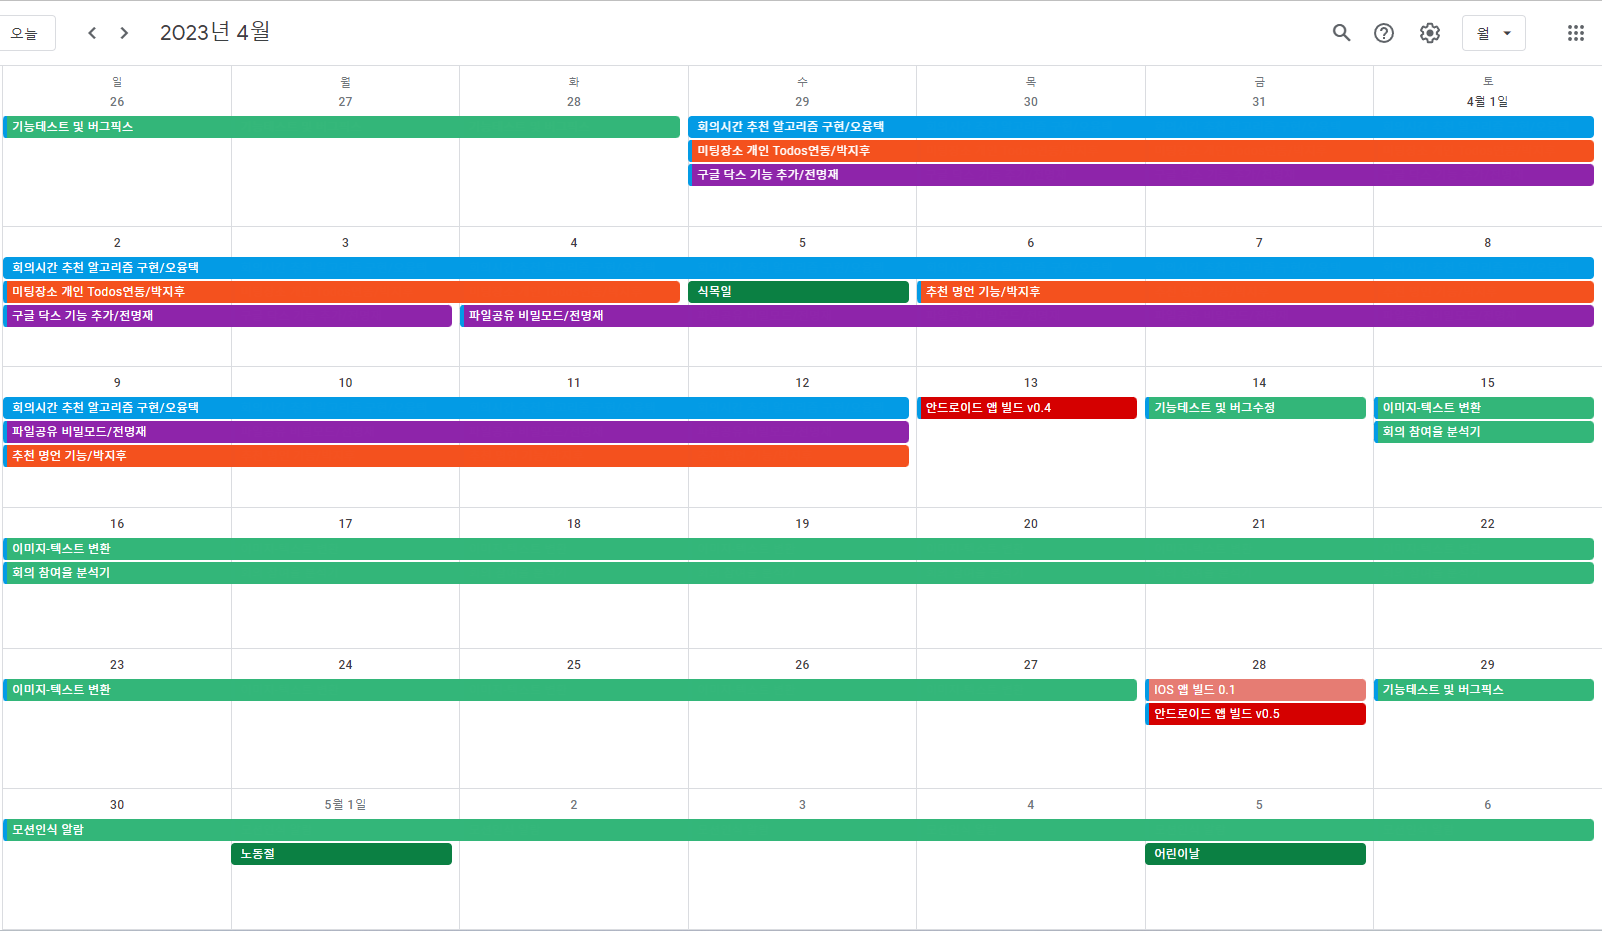 오늘
2023년 4월
월
일 월 화 수 목 금 토
26 27 28 29 30 31 4월 1일
기능테스트 및 버그픽스
회의시간 추천 알고리즘 구현/오융택
미팅장소 개인 Todos연동/박지후
구글 닥스 기능 추가/전명재
2 3 4 5 6 7 8
회의시간 추천 알고리즘 구현/오융택
미팅장소 개인 Todos연동/박지후
식목일
추천 명언 기능/박지후
구글 닥스 기능 추가/전명재
파일공유 비밀모드/전명재
9 10 11 12 13 14 15
회의시간 추천 알고리즘 구현/오융택
안드로이드 앱 빌드 v0.4
기능테스트 및 버그수정
이미지-텍스트 변환
파일공유 비밀모드/전명재
회의 참여율 분석기
추천 명언 기능/박지후
16 17 18 19 20 21 22
이미지-텍스트 변환
회의 참여율 분석기
23 24 25 26 27 28 29
이미지-텍스트 변환
IOS 앱 빌드 0.1
기능테스트 및 버그픽스
안드로이드 앱 빌드 v0.5
30 5월 1일 2 3 4 5 6
모션인식 알람
노동절
어린이날